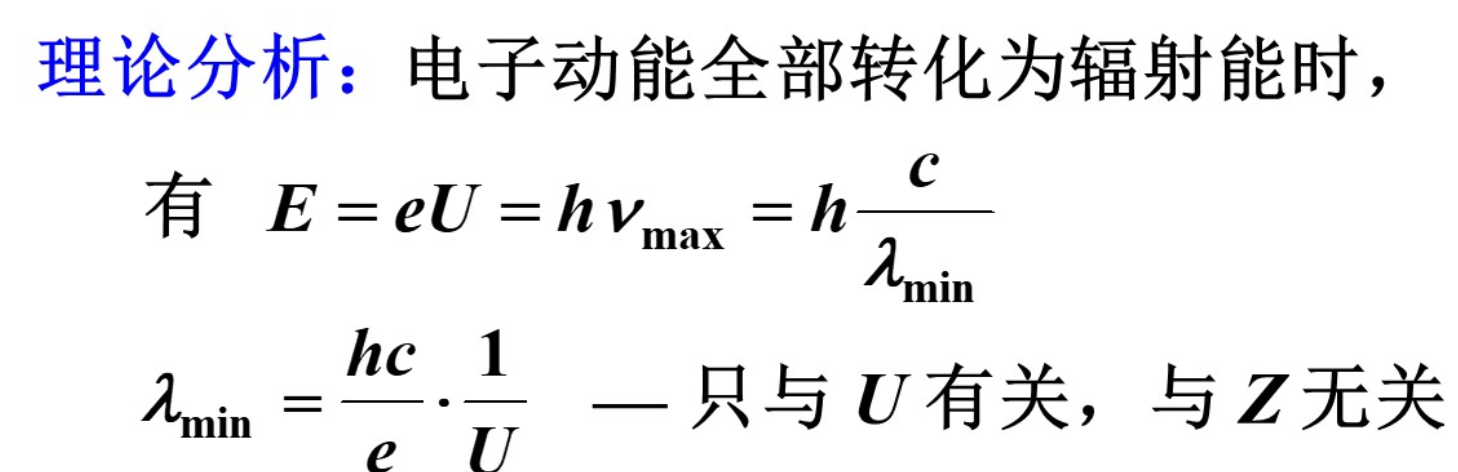 理论分析：电子动能全部转化为辐射能时，
有 E = eU = hν_max = h c/λ_min
λ_min = hc/e · 1/U — 只与 U 有关，与 Z 无关